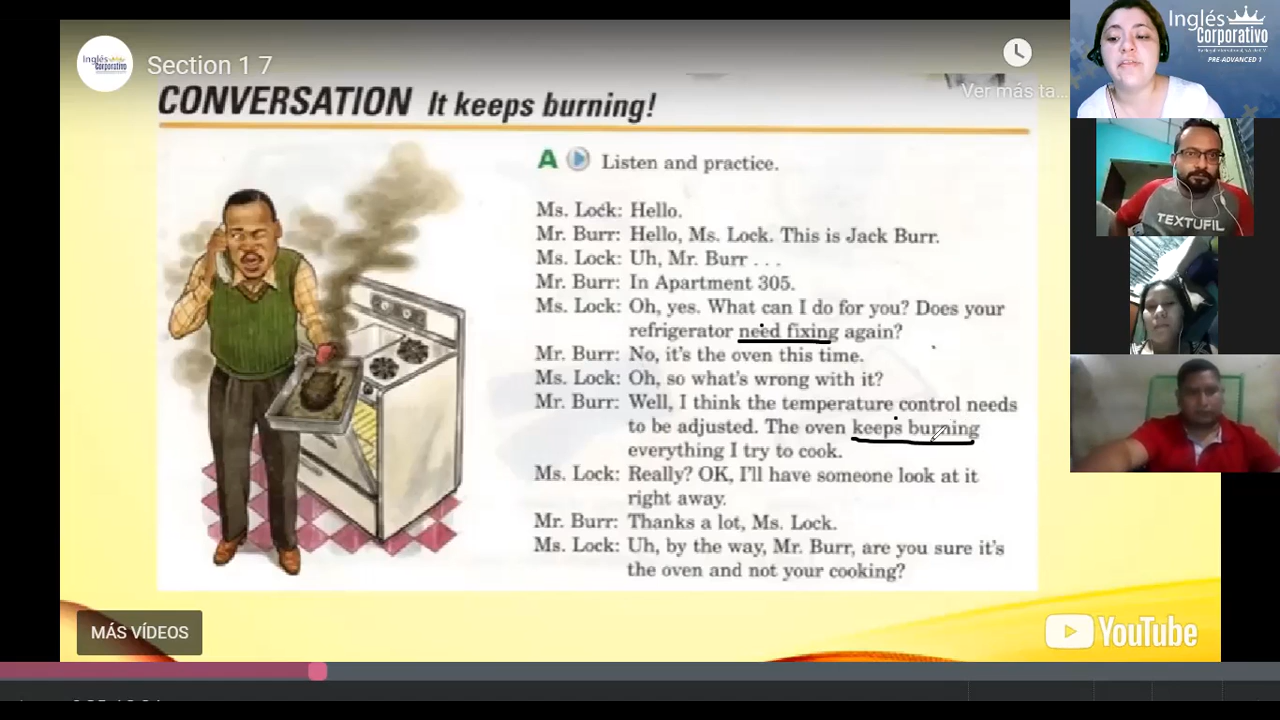 Section 1 7
Ver más ta...
CONVERSATION It keeps burning!
A Listen and practice.
Ms. Lock: Hello.
Mr. Burr: Hello, Ms. Lock. This is Jack Burr.
Ms. Lock: Uh, Mr. Burr . . .
Mr. Burr: In Apartment 305.
Ms. Lock: Oh, yes. What can I do for you? Does your
refrigerator need fixing again?
Mr. Burr: No, it's the oven this time.
Ms. Lock: Oh, so what's wrong with it?
Mr. Burr: Well, I think the temperature control needs
to be adjusted. The oven keeps burning
everything I try to cook.
Ms. Lock: Really? OK, I'll have someone look at it
right away.
Mr. Burr: Thanks a lot, Ms. Lock.
Ms. Lock: Uh, by the way, Mr. Burr, are you sure it's
the oven and not your cooking?
MÁS VÍDEOS
YouTube
Inglés
Corporativo
PRE-ADVANCED 1
TEXTUFIL
Inglés
Corporativo